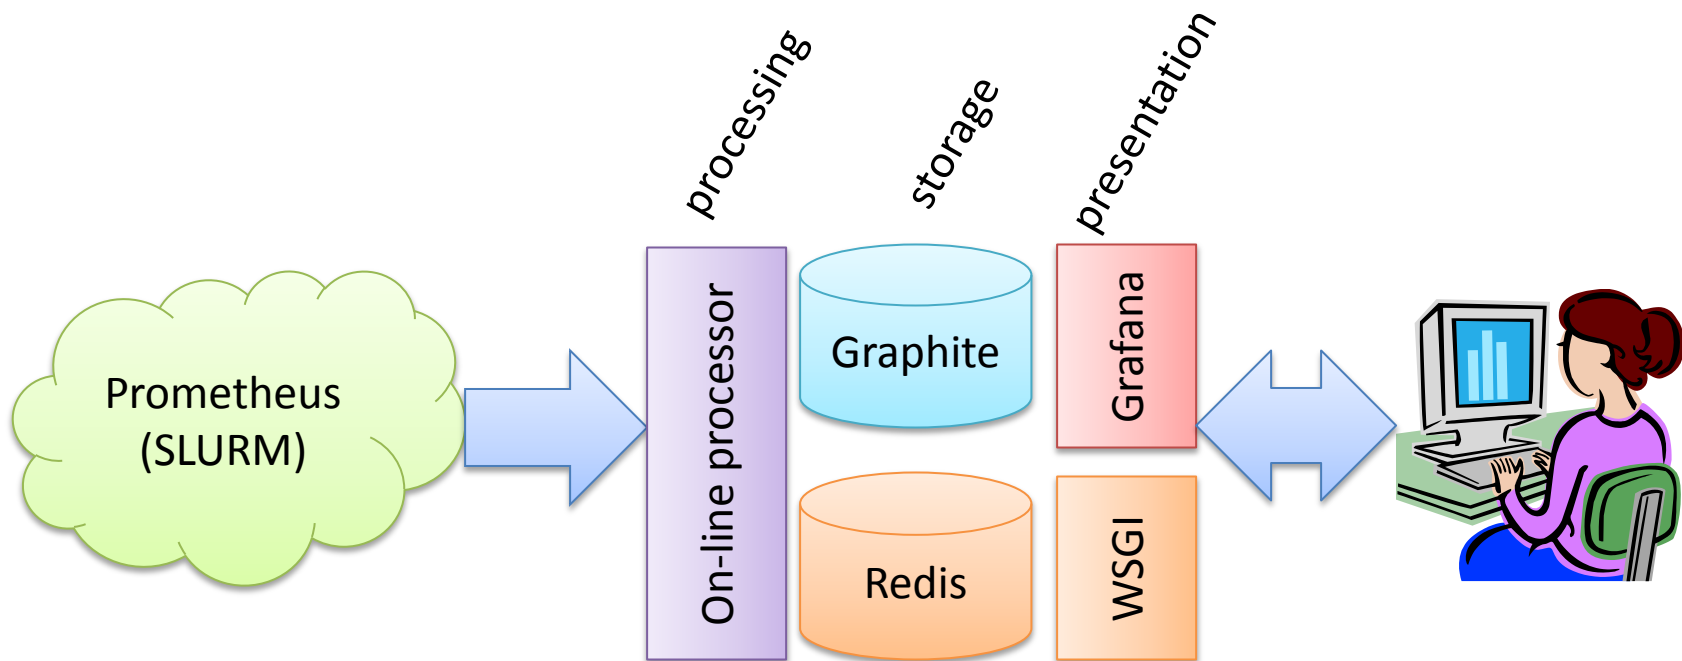 processing
storage
presentation
Prometheus
(SLURM)
On-line processor
Graphite
Redis
Grafana
WSGI